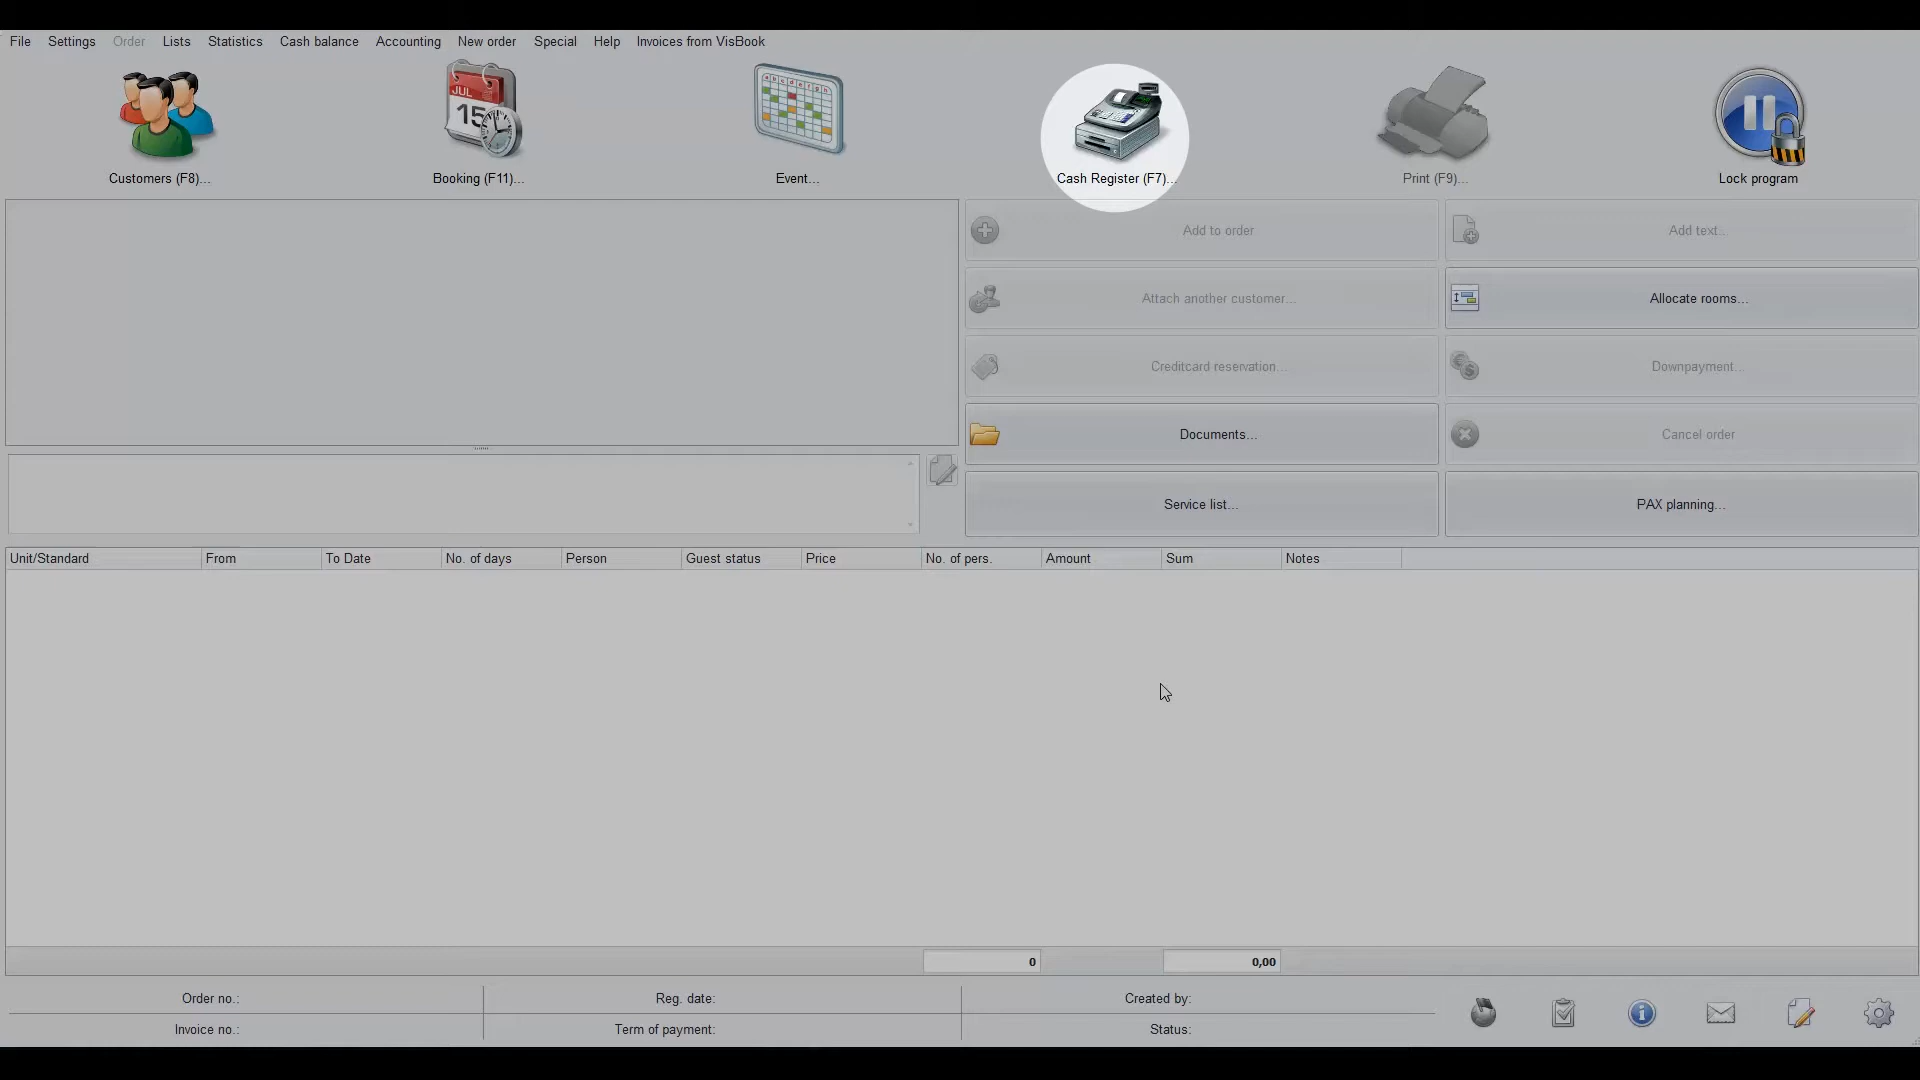 File Settings Order Lists Statistics Cash balance Accounting New order Special Help Invoices from VisBook
JUL
15
Customers (F8)... Booking (F11)... Event... Cash Register (F7)... Print (F9)... Lock program
Add to order Add text...
Attach another customer... Allocate rooms...
Creditcard reservation... Downpayment...
Documents... Cancel order
Service list... PAX planning...
Unit/Standard From To Date No. of days Person Guest status Price No. of pers. Amount Sum Notes
0 0,00
Order no.: Reg. date: Created by:
Invoice no.: Term of payment: Status: